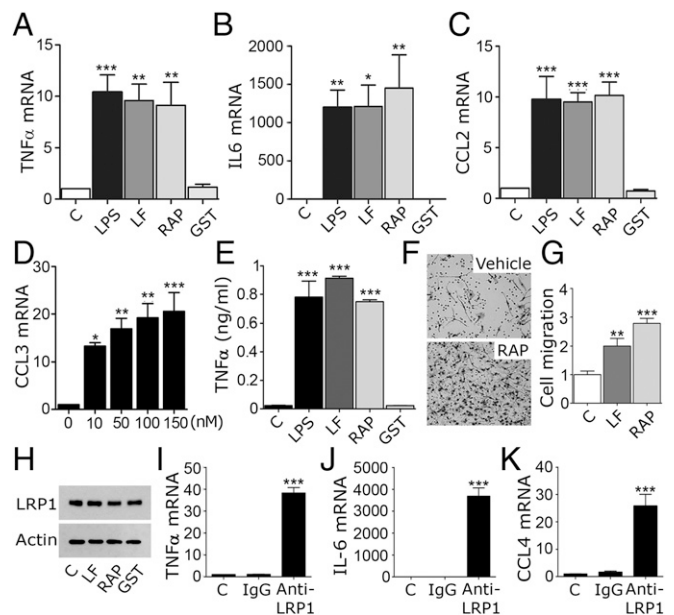 A
TNFα mRNA
15
10
5
0
***
**
**
C
LPS
LF
RAP
GST
B
IL6 mRNA
2000
1500
1000
500
0
**
*
**
C
LPS
LF
RAP
GST
C
CCL2 mRNA
20
15
10
5
0
***
***
***
C
LPS
LF
RAP
GST
D
CCL3 mRNA
30
20
10
0
*
**
**
***
0 10 50 100 150 (nM)
E
TNFα (ng/ml)
1
0.8
0.6
0.4
0.2
0
***
***
***
C
LPS
LF
RAP
GST
F
Vehicle
RAP
G
Cell migration
4
3
2
1
0
**
***
C
LF
RAP
H
LRP1
Actin
C
LF
RAP
GST
I
TNFα mRNA
50
40
30
20
10
0
***
C IgG Anti-
LRP1
J
IL-6 mRNA
5000
4000
3000
2000
1000
0
***
C IgG Anti-
LRP1
K
CCL4 mRNA
40
30
20
10
0
***
C IgG Anti-
LRP1